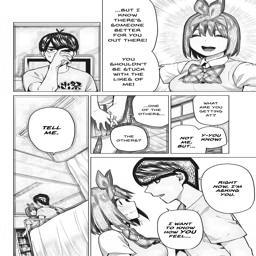 ...BUT I
KNOW
THERE'S
SOMEONE
BETTER
FOR YOU
OUT THERE!
YOU
SHOULDN'T
BE STUCK
WITH THE
LIKES OF
ME!
WHAT ARE
YOU
GETTING
AT?
...ONE
OF THE
OTHERS...
Y-YOU
KNOW!
NOT
ME,
BUT...
THE
OTHERS?
TELL
ME.
RIGHT
NOW, I'M
ASKING
YOU.
I WANT
TO KNOW
HOW YOU
FEEL...